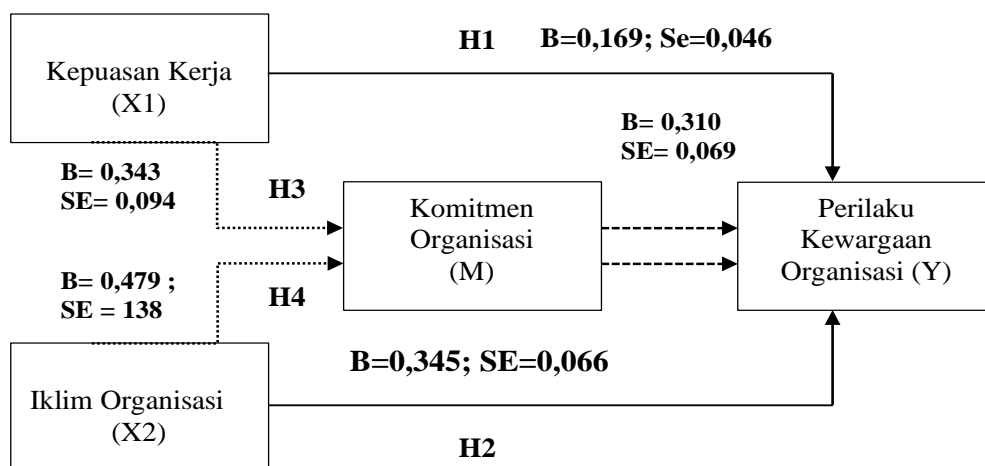 H1 B=0,169; Se=0,046
Kepuasan Kerja
(X1)
B= 0,310
SE= 0,069
B= 0,343
SE= 0,094
H3
Komitmen
Organisasi
(M)
Perilaku
Kewargaan
Organisasi (Y)
B= 0,479 ;
SE = 138
H4
B=0,345; SE=0,066
Iklim Organisasi
(X2)
H2